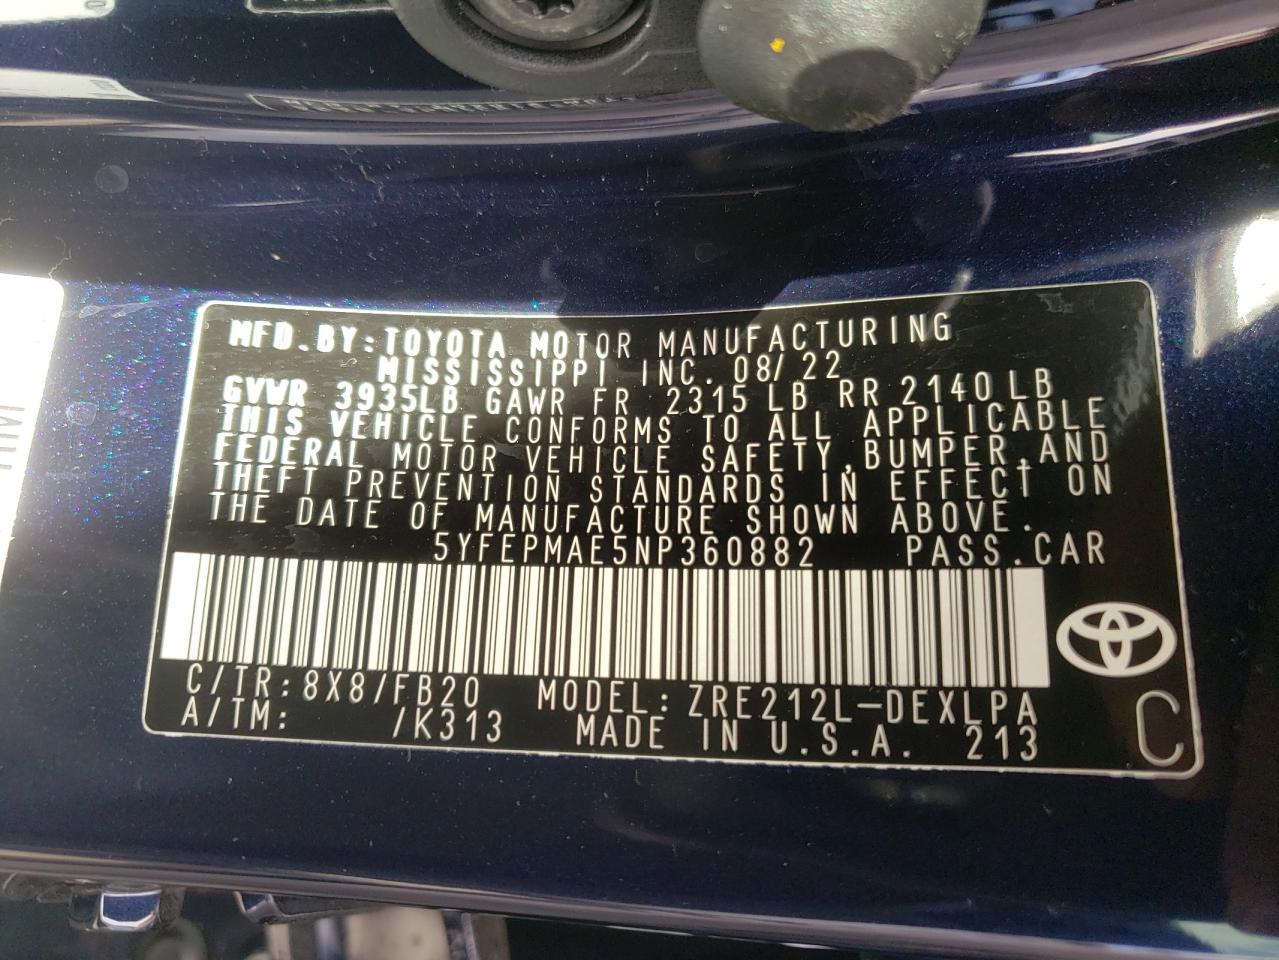 MFD. BY: TOYOTA MOTOR MANUFACTURING
MISSISSIPPI INC. 08/22
GVWR 3935LB GAWR FR 2315 LB RR 2140 LB
THIS VEHICLE CONFORMS TO ALL APPLICABLE
FEDERAL MOTOR VEHICLE SAFETY, BUMPER, AND
THEFT PREVENTION STANDARDS IN EFFECT ON
THE DATE OF MANUFACTURE SHOWN ABOVE.
5YFEPMAE5NP360882 PASS. CAR
C/TR: 8X8/FB20 MODEL: ZRE212L-DEXLPA
A/TM: /K313 MADE IN U.S.A. 213
C